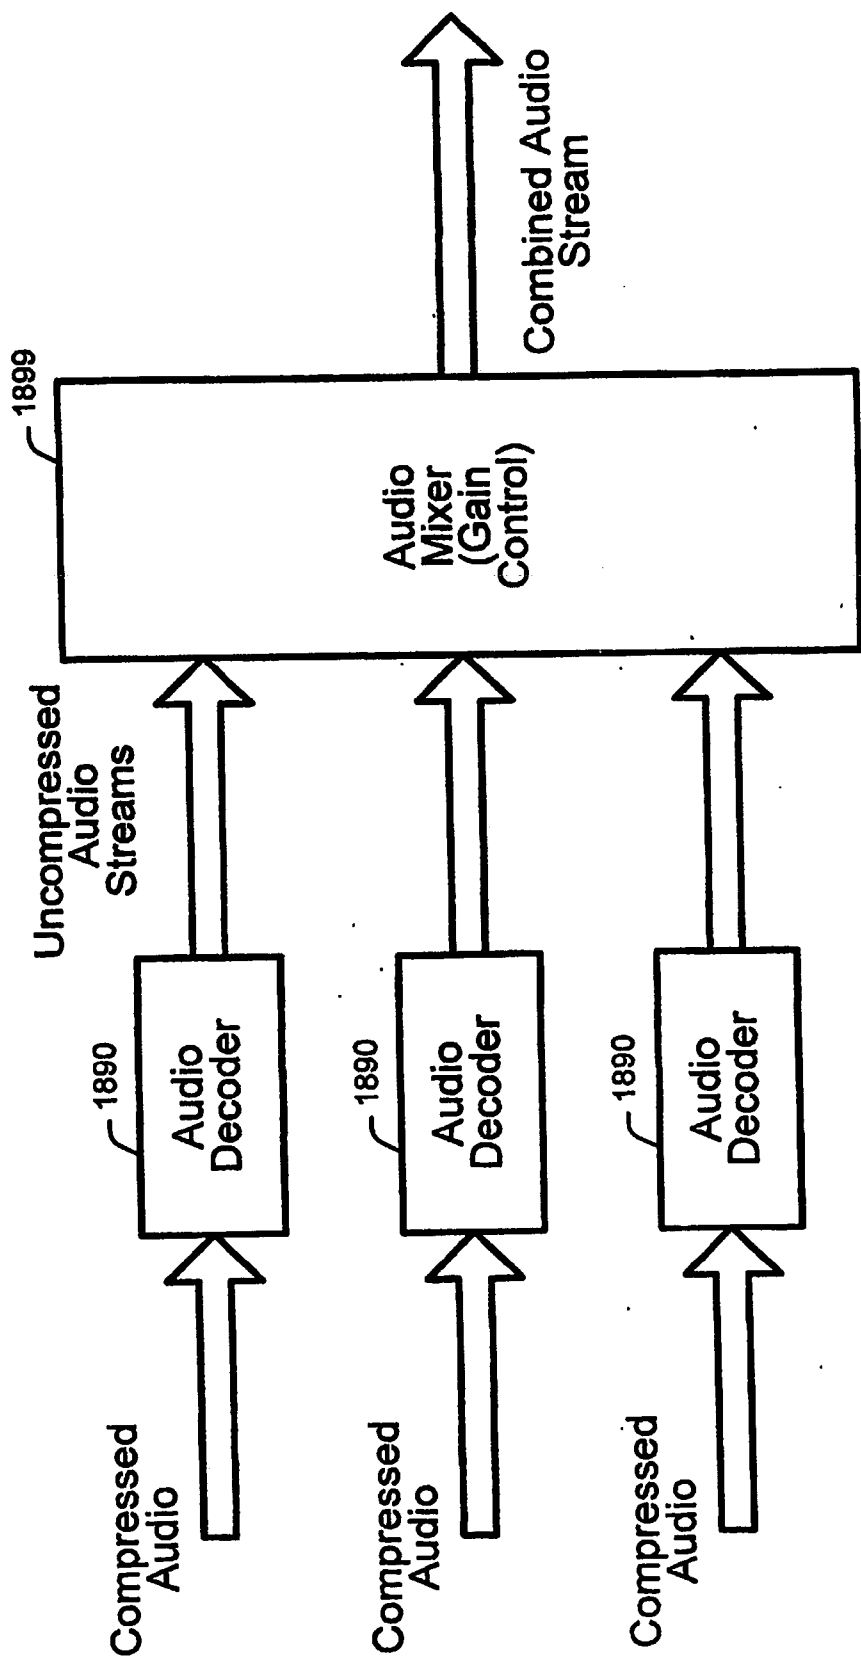 Compressed
Audio
1890
Audio
Decoder
Uncompressed
Audio
Streams
Compressed
Audio
1890
Audio
Decoder
Compressed
Audio
1890
Audio
Decoder
1899
Audio
Mixer
(Gain
Control)
Combined Audio
Stream